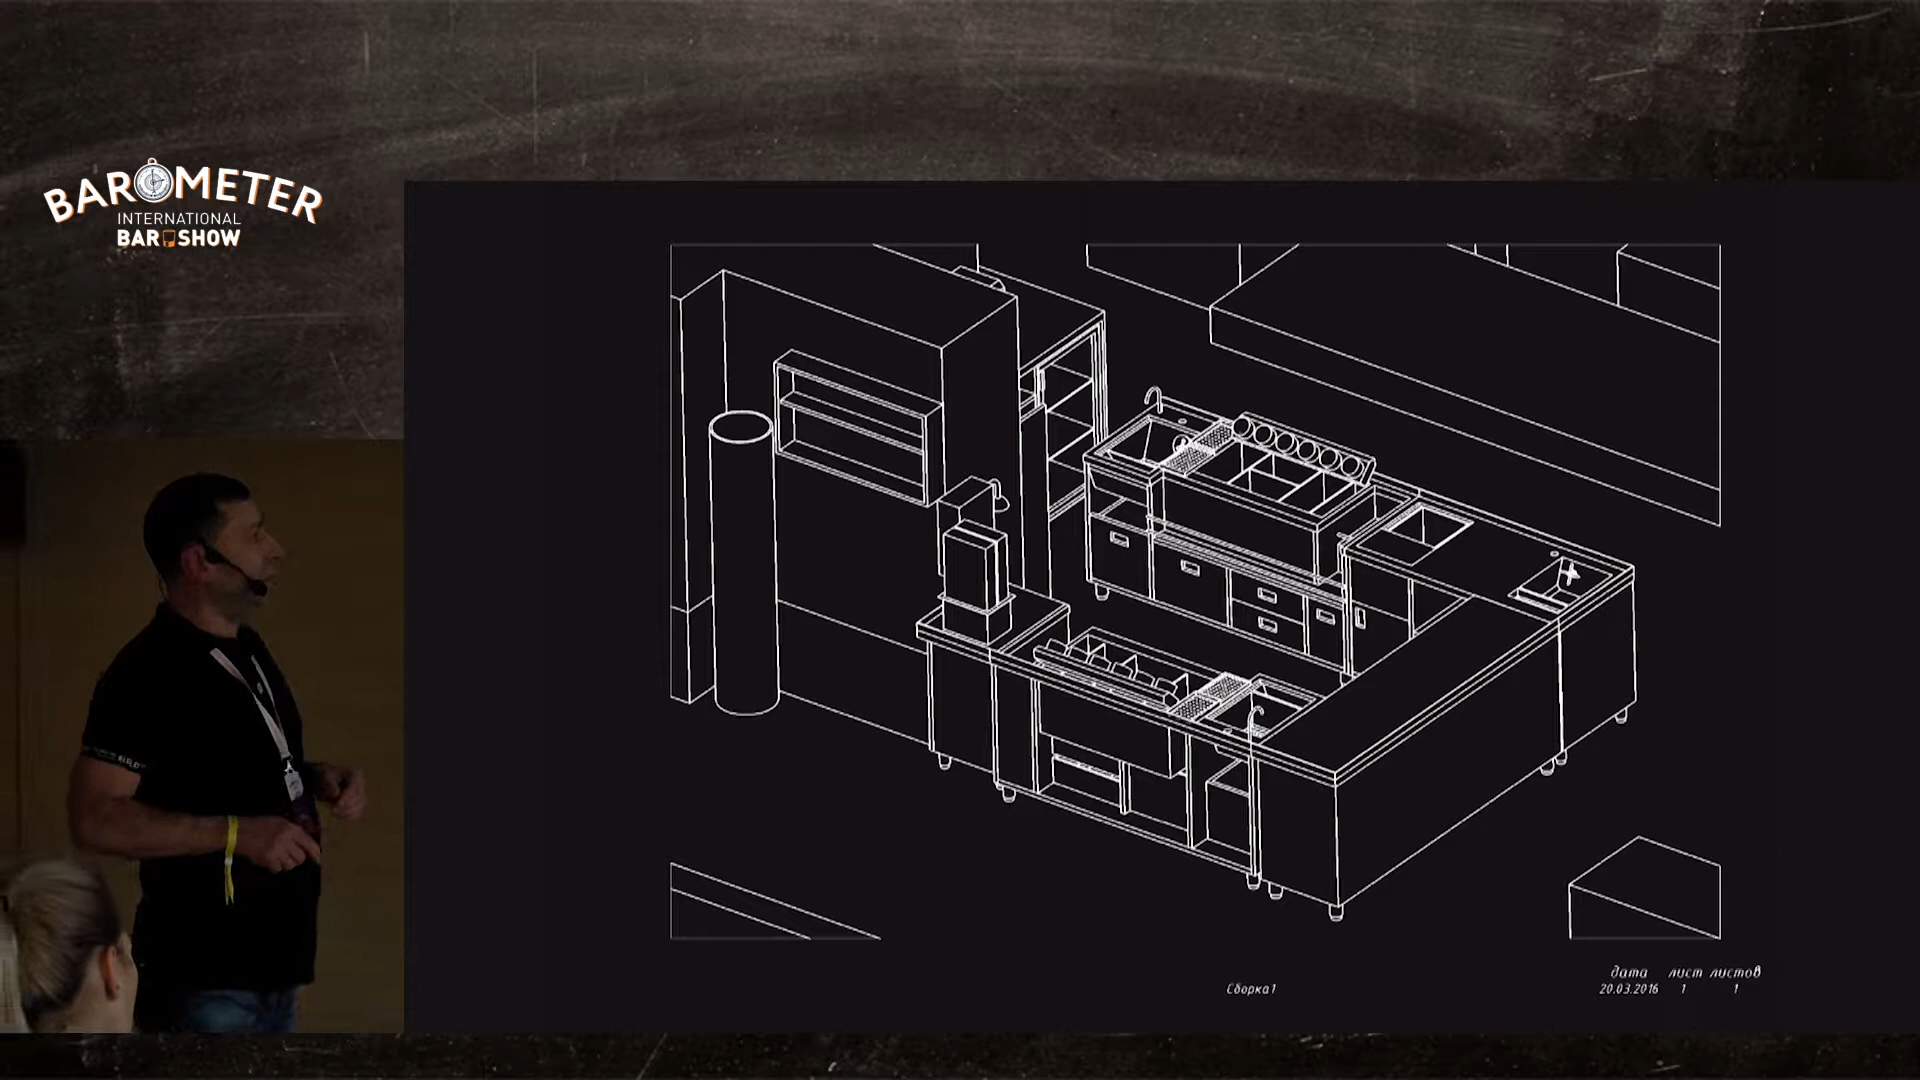 BAROMETER
INTERNATIONAL
BAR SHOW
дата лист листов
Сборка1
20.03.2016 1 1